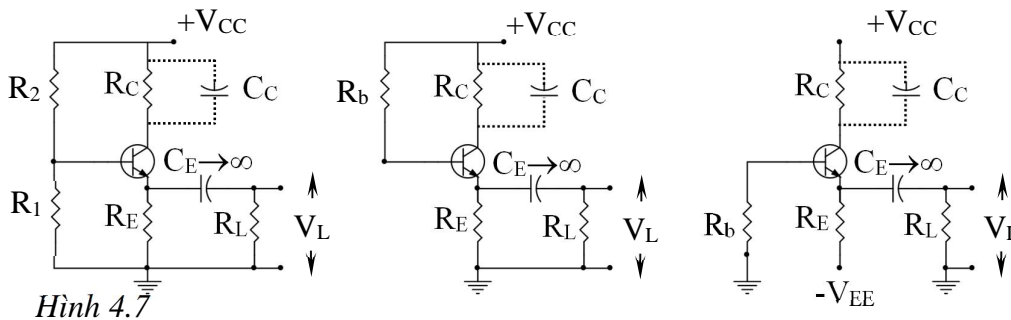 +VCC
R2
RC
CC
CE→∞
R1
RE
RL
VL
Hình 4.7
+VCC
Rb
RC
CC
CE→∞
RE
RL
VL
+VCC
RC
CC
CE→∞
Rb
RE
RL
VL
-VEE